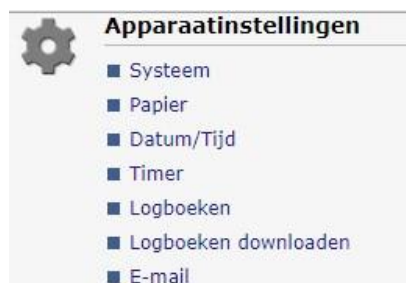 Apparaatinstellingen
Systeem
Papier
Datum/Tijd
Timer
Logboeken
Logboeken downloaden
E-mail